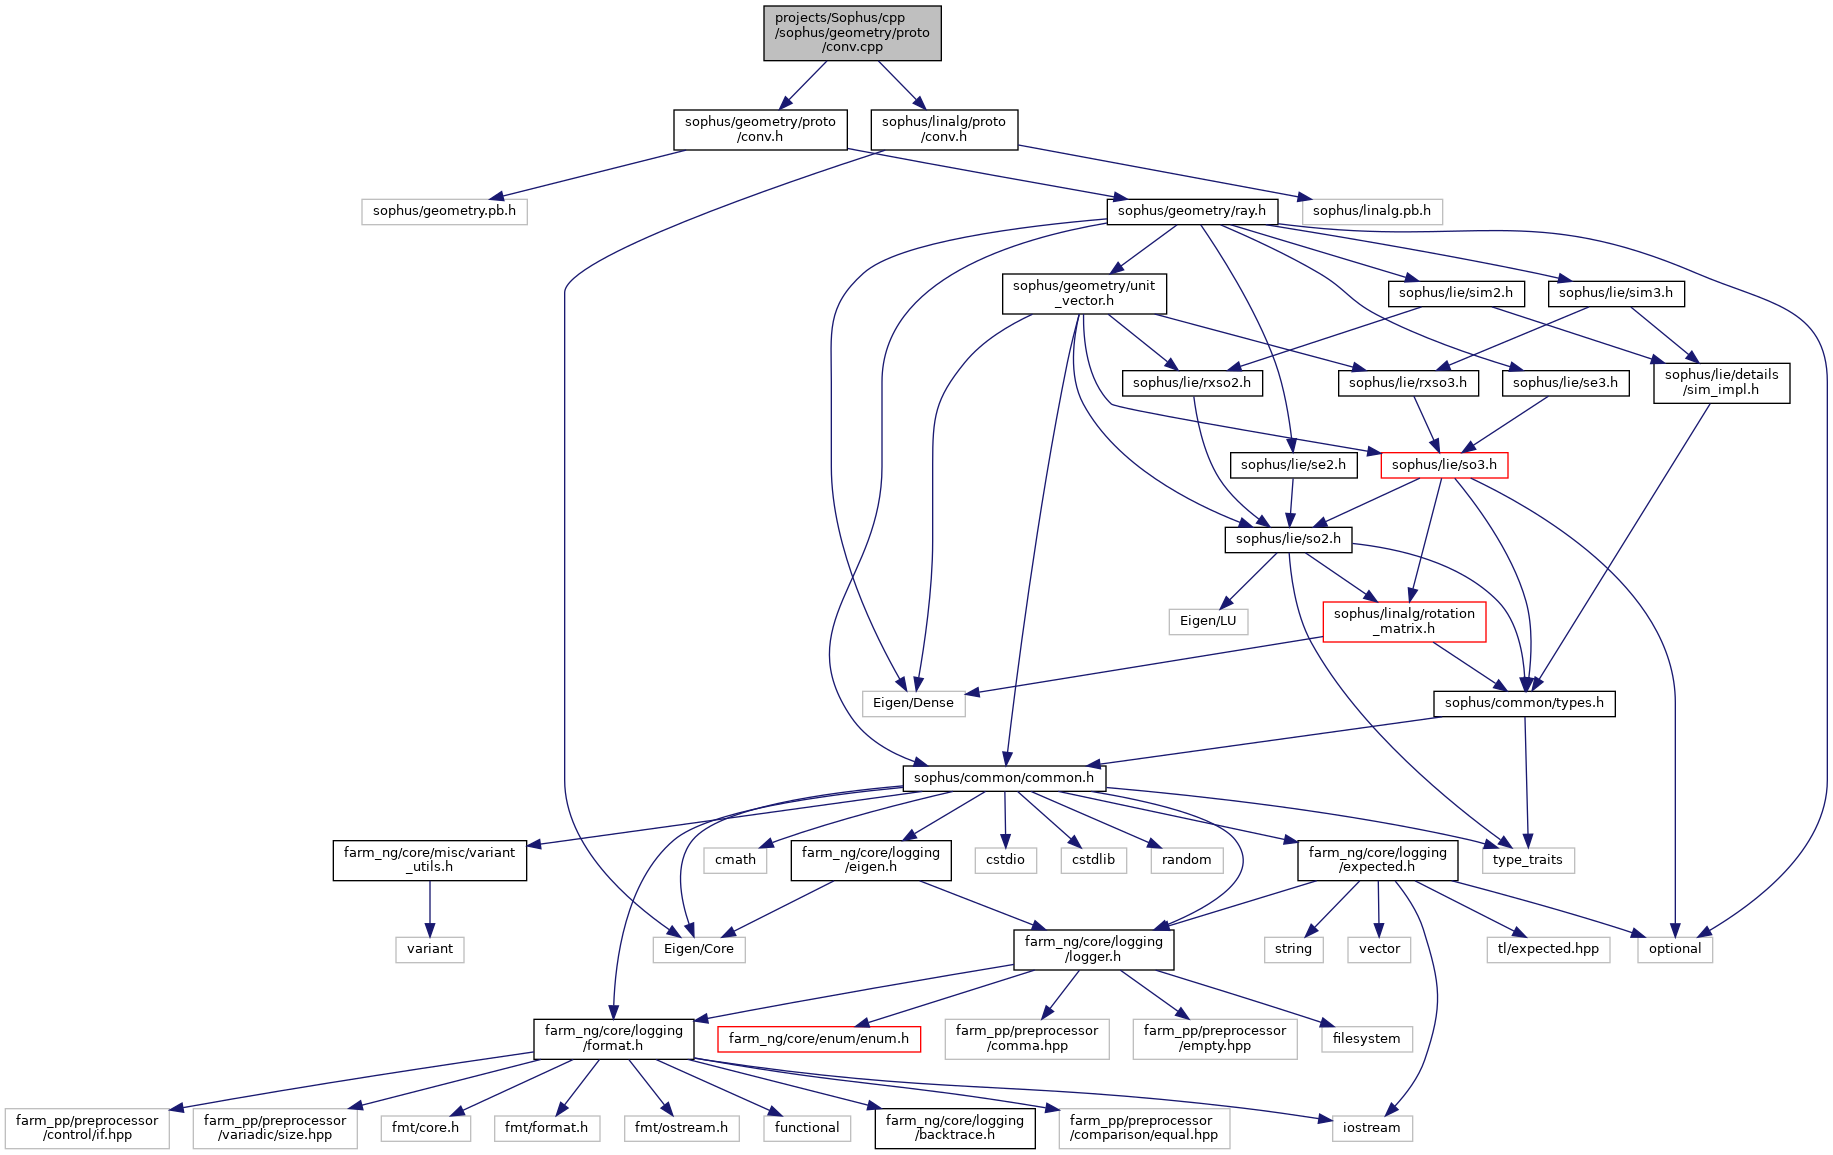 projects/Sophus/cpp
/sophus/geometry/proto
/conv.cpp
sophus/geometry/proto
/conv.h
sophus/linalg/proto
/conv.h
sophus/geometry.pb.h
sophus/geometry/ray.h
sophus/linalg.pb.h
sophus/geometry/unit
_vector.h
sophus/lie/sim2.h
sophus/lie/sim3.h
sophus/lie/rxso2.h
sophus/lie/rxso3.h
sophus/lie/se3.h
sophus/lie/details
/sim_impl.h
sophus/lie/se2.h
sophus/lie/so3.h
sophus/lie/so2.h
Eigen/LU
sophus/linalg/rotation
_matrix.h
Eigen/Dense
sophus/common/types.h
sophus/common/common.h
farm_ng/core/misc/variant
_utils.h
cmath
farm_ng/core/logging
/eigen.h
cstdio
cstdlib
random
farm_ng/core/logging
/expected.h
type_traits
variant
Eigen/Core
farm_ng/core/logging
/logger.h
string
vector
tl/expected.hpp
optional
farm_ng/core/logging
/format.h
farm_ng/core/enum/enum.h
farm_pp/preprocessor
/comma.hpp
farm_pp/preprocessor
/empty.hpp
filesystem
farm_pp/preprocessor
/control/if.hpp
farm_pp/preprocessor
/variadic/size.hpp
fmt/core.h
fmt/format.h
fmt/ostream.h
functional
farm_ng/core/logging
/backtrace.h
farm_pp/preprocessor
/comparison/equal.hpp
iostream